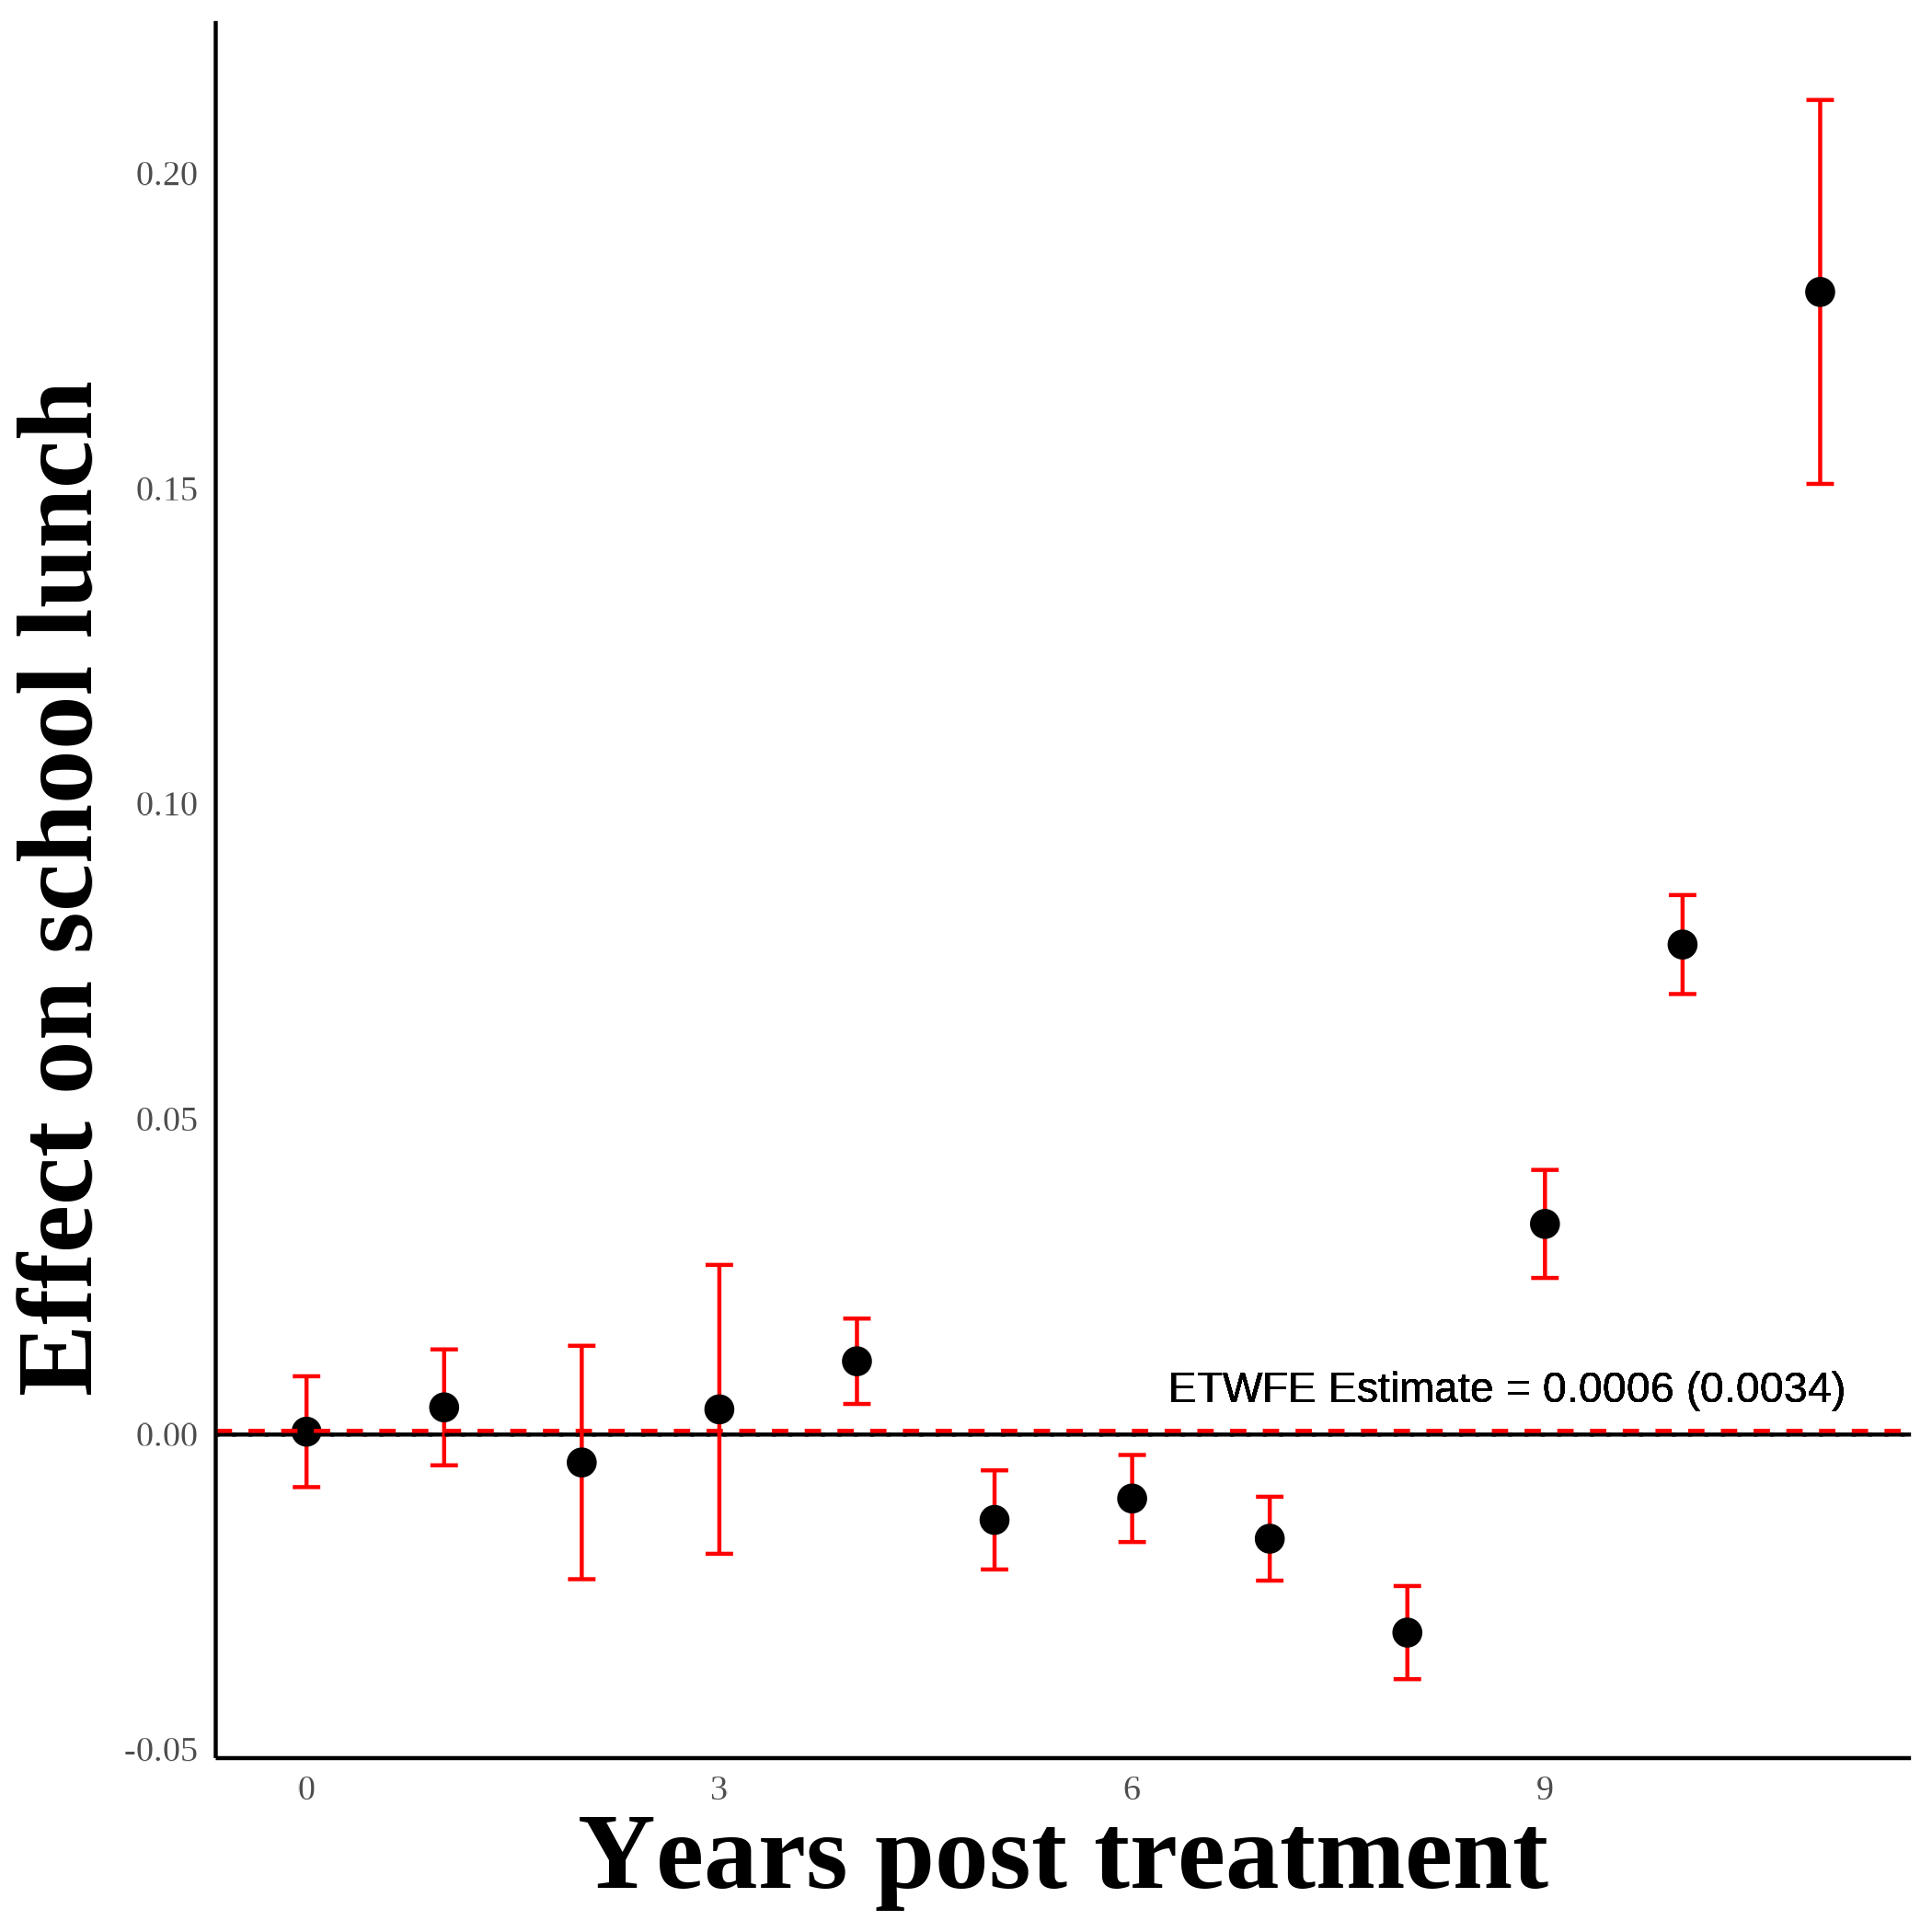 Effect on school lunch
0.20
0.15
0.10
0.05
0.00
-0.05
ETWFE Estimate = 0.0006 (0.0034)
0 3 6 9
Years post treatment